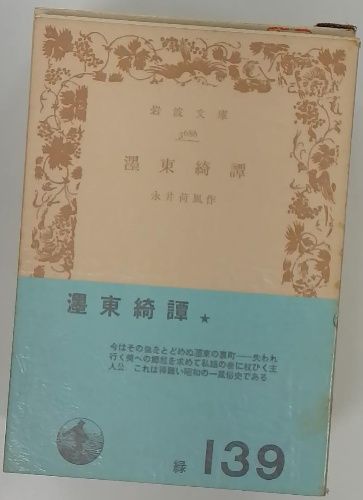 岩波文庫
濹東綺譚
永井荷風作
濹東綺譚 ★
今はその俤をとどめぬ濹東の裏町――失われ
行く美への郷愁を求めて私娼の巷に杖ひく主
人公。これは得難い昭和の一風俗史である
緑 139